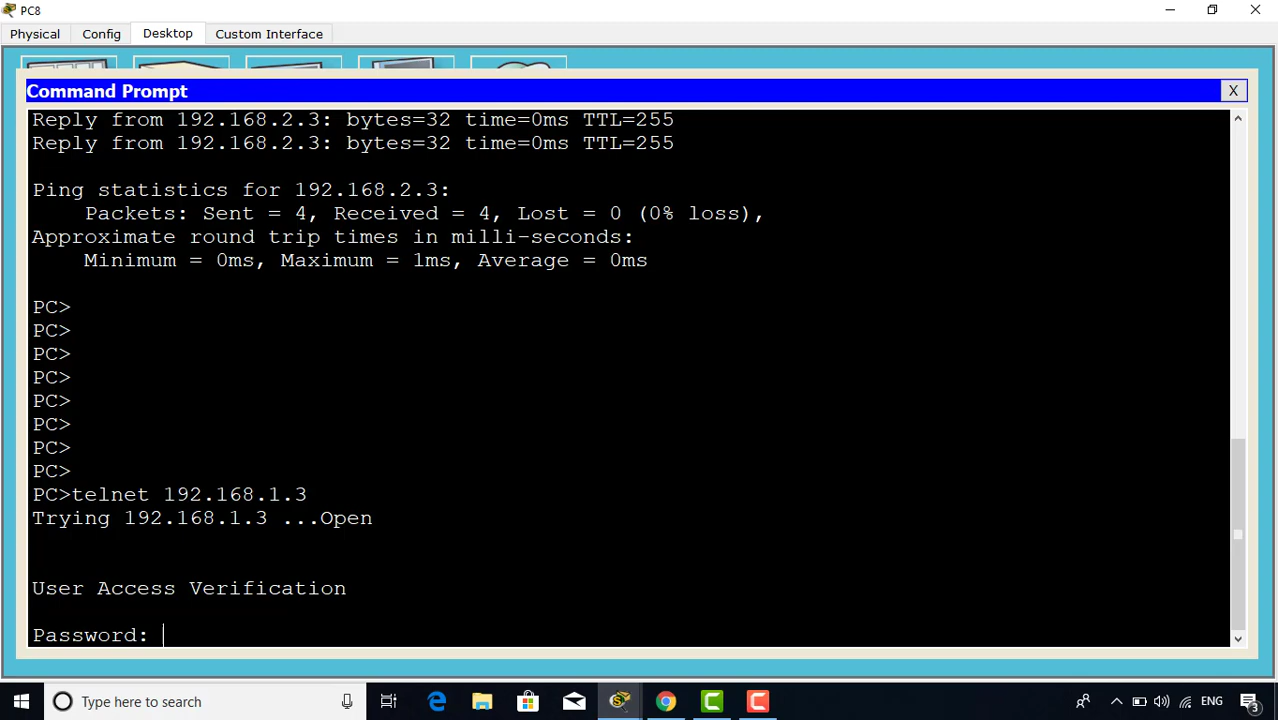 PC8
Physical Config Desktop Custom Interface
Command Prompt X
Reply from 192.168.2.3: bytes=32 time=0ms TTL=255
Reply from 192.168.2.3: bytes=32 time=0ms TTL=255
Ping statistics for 192.168.2.3:
Packets: Sent = 4, Received = 4, Lost = 0 (0% loss),
Approximate round trip times in milli-seconds:
Minimum = 0ms, Maximum = 1ms, Average = 0ms
PC>
PC>
PC>
PC>
PC>
PC>
PC>
PC>
PC>telnet 192.168.1.3
Trying 192.168.1.3 ...Open
User Access Verification
Password:
Type here to search ENG 3